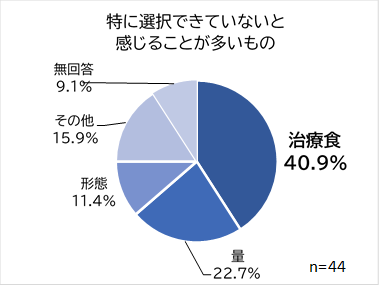 特に選択できていないと
感じることが多いもの
無回答
9.1%
その他
15.9%
形態
11.4%
治療食
40.9%
量
22.7%
n=44